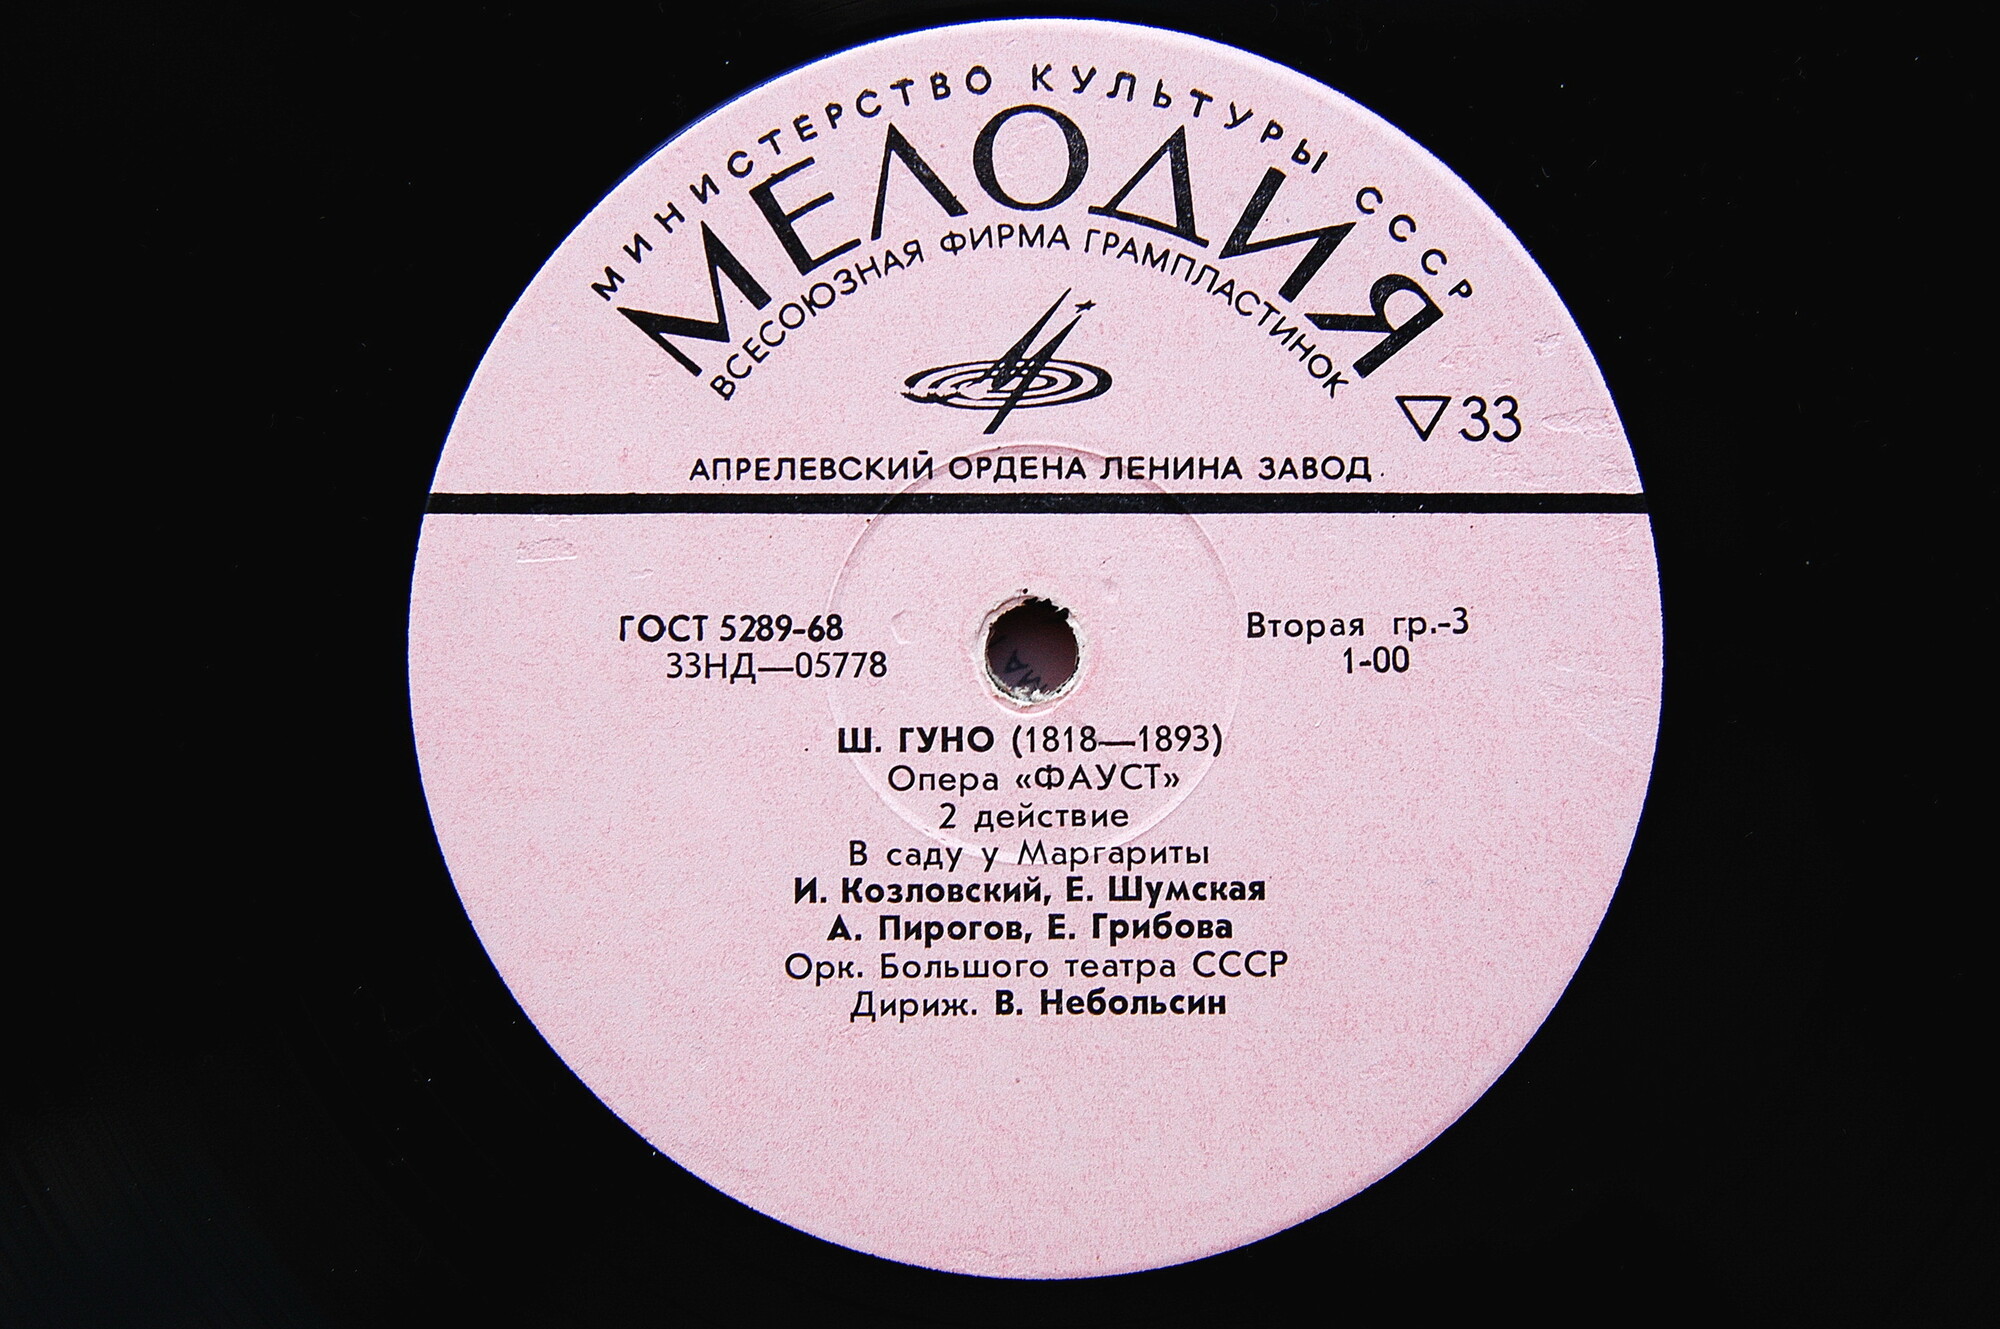 МИНИСТЕРСТВО КУЛЬТУРЫ СССР
МЕЛОДИЯ
ВСЕСОЮЗНАЯ ФИРМА ГРАМПЛАСТИНОК
▽33
АПРЕЛЕВСКИЙ ОРДЕНА ЛЕНИНА ЗАВОД.
ГОСТ 5289-68
33НД—05778
Вторая гр.-3
1-00
Ш. ГУНО (1818—1893)
Опера «ФАУСТ»
2 действие
В саду у Маргариты
И. Козловский, Е. Шумская
А. Пирогов, Е. Грибова
Орк. Большого театра СССР
Дириж. В. Небольсин